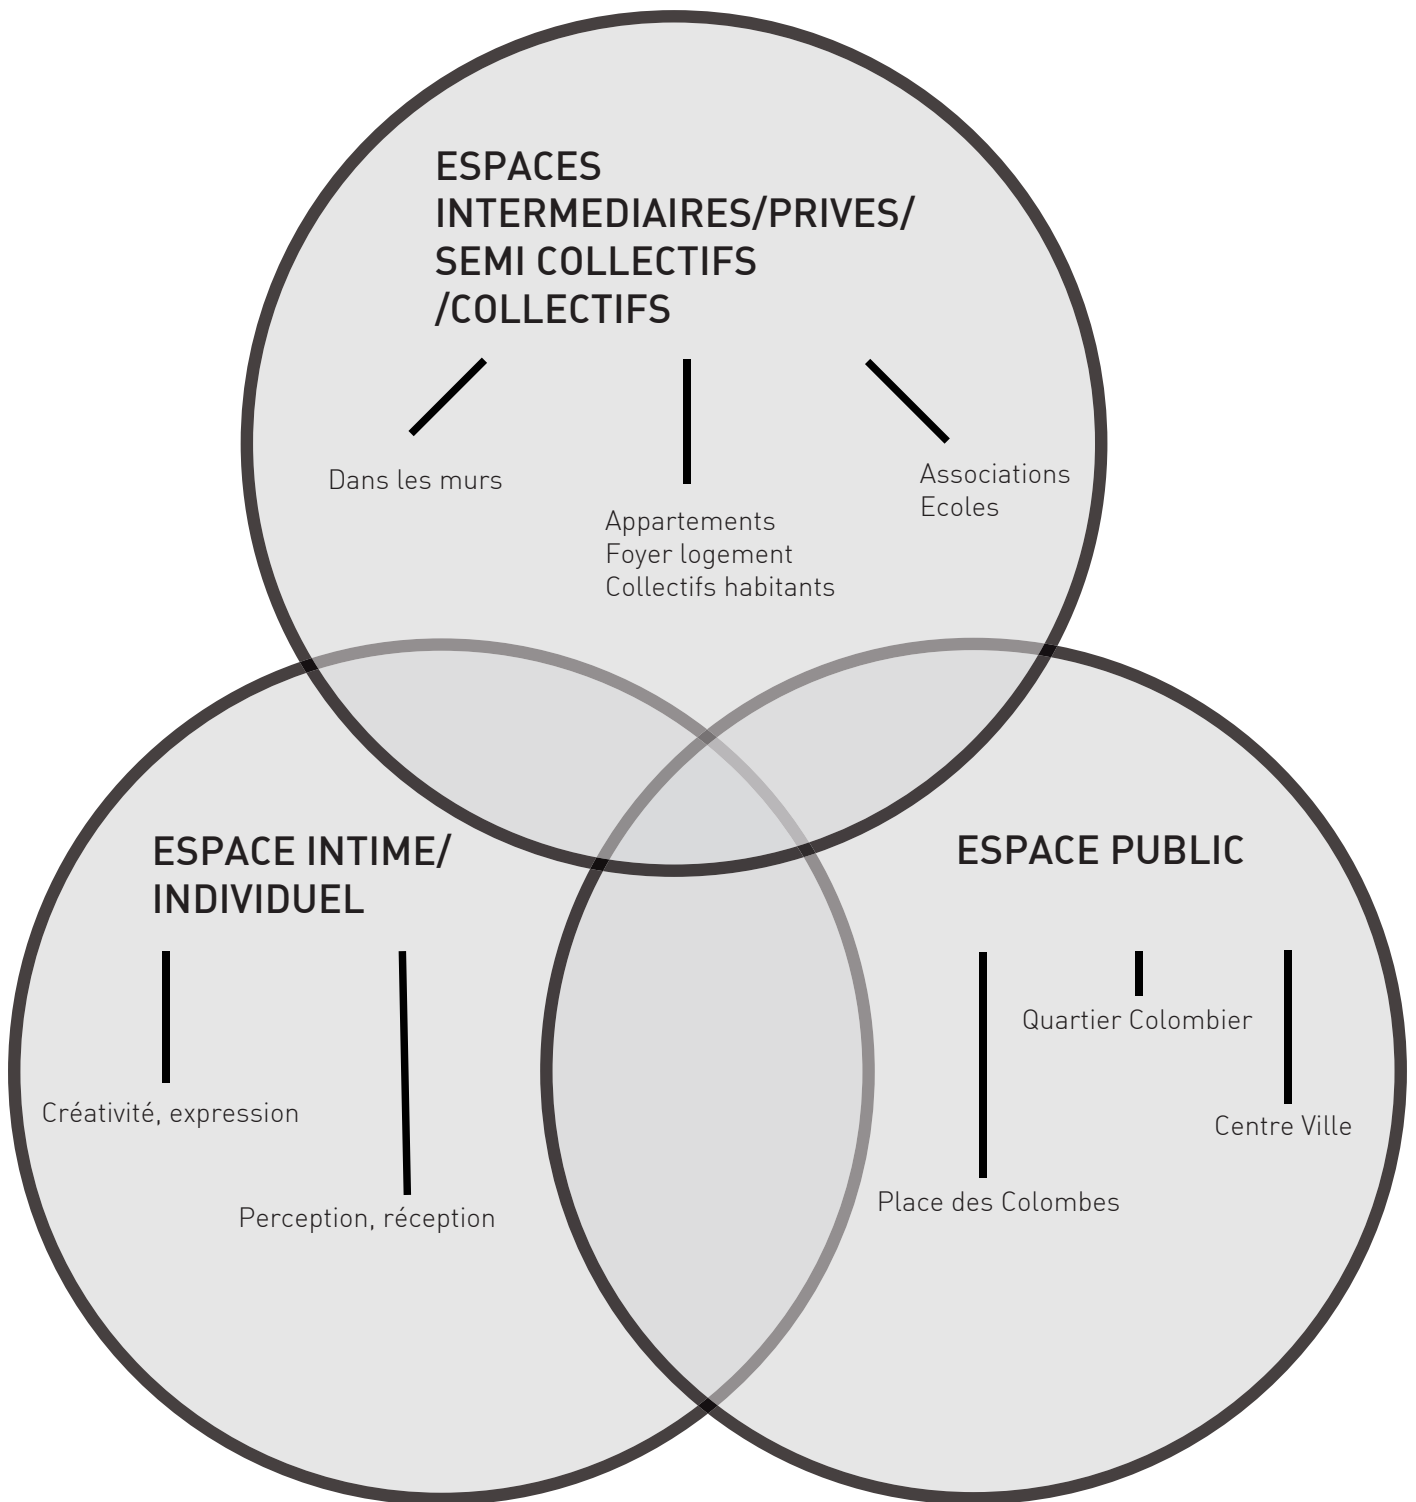 ESPACES
INTERMEDIAIRES/PRIVES/
SEMI COLLECTIFS
/COLLECTIFS
Dans les murs
Appartements
Foyer logement
Collectifs habitants
Associations
Ecoles
ESPACE INTIME/
INDIVIDUEL
Créativité, expression
Perception, réception
ESPACE PUBLIC
Place des Colombes
Quartier Colombier
Centre Ville